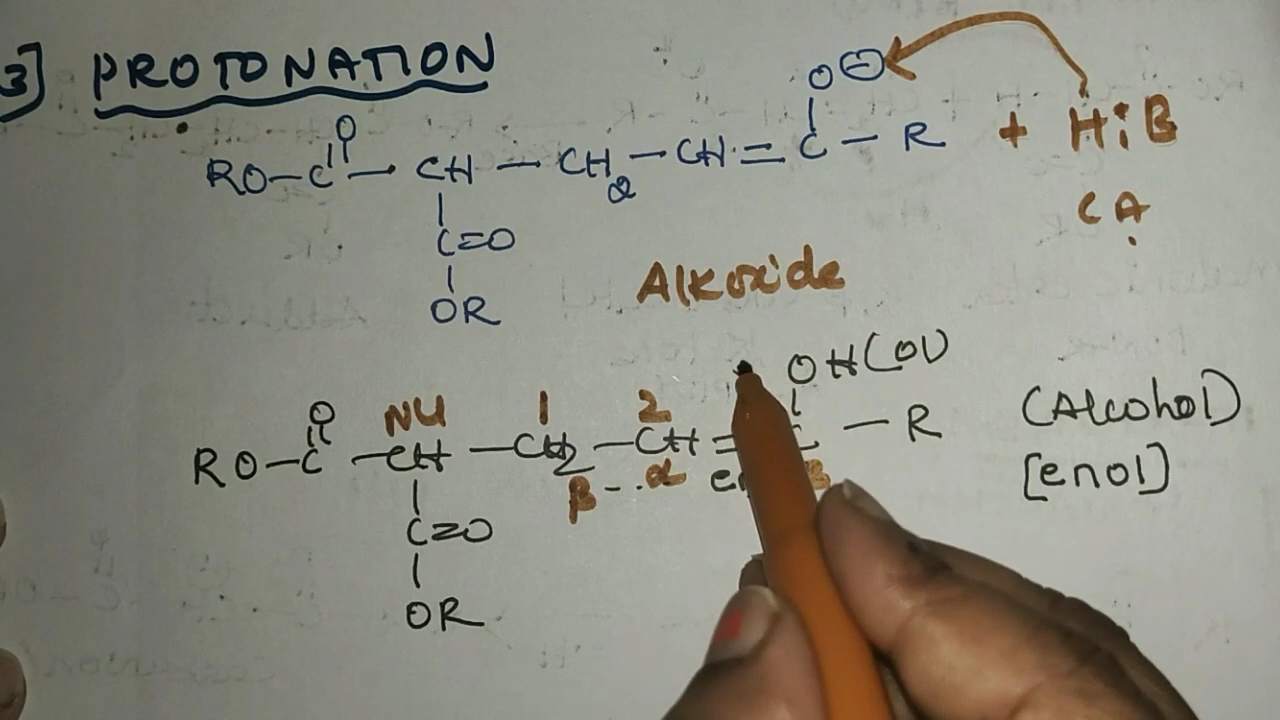 3] PROTONATION
O O ⊖
RO—C—CH—CH2—CH=C—R + H:B
C=O CA
OR
Alkoxide
O NU 1 2 OH(OV)
RO—C—CH—CH2—CH= —R (Alcohol)
β-..α [enol]
C=O
OR